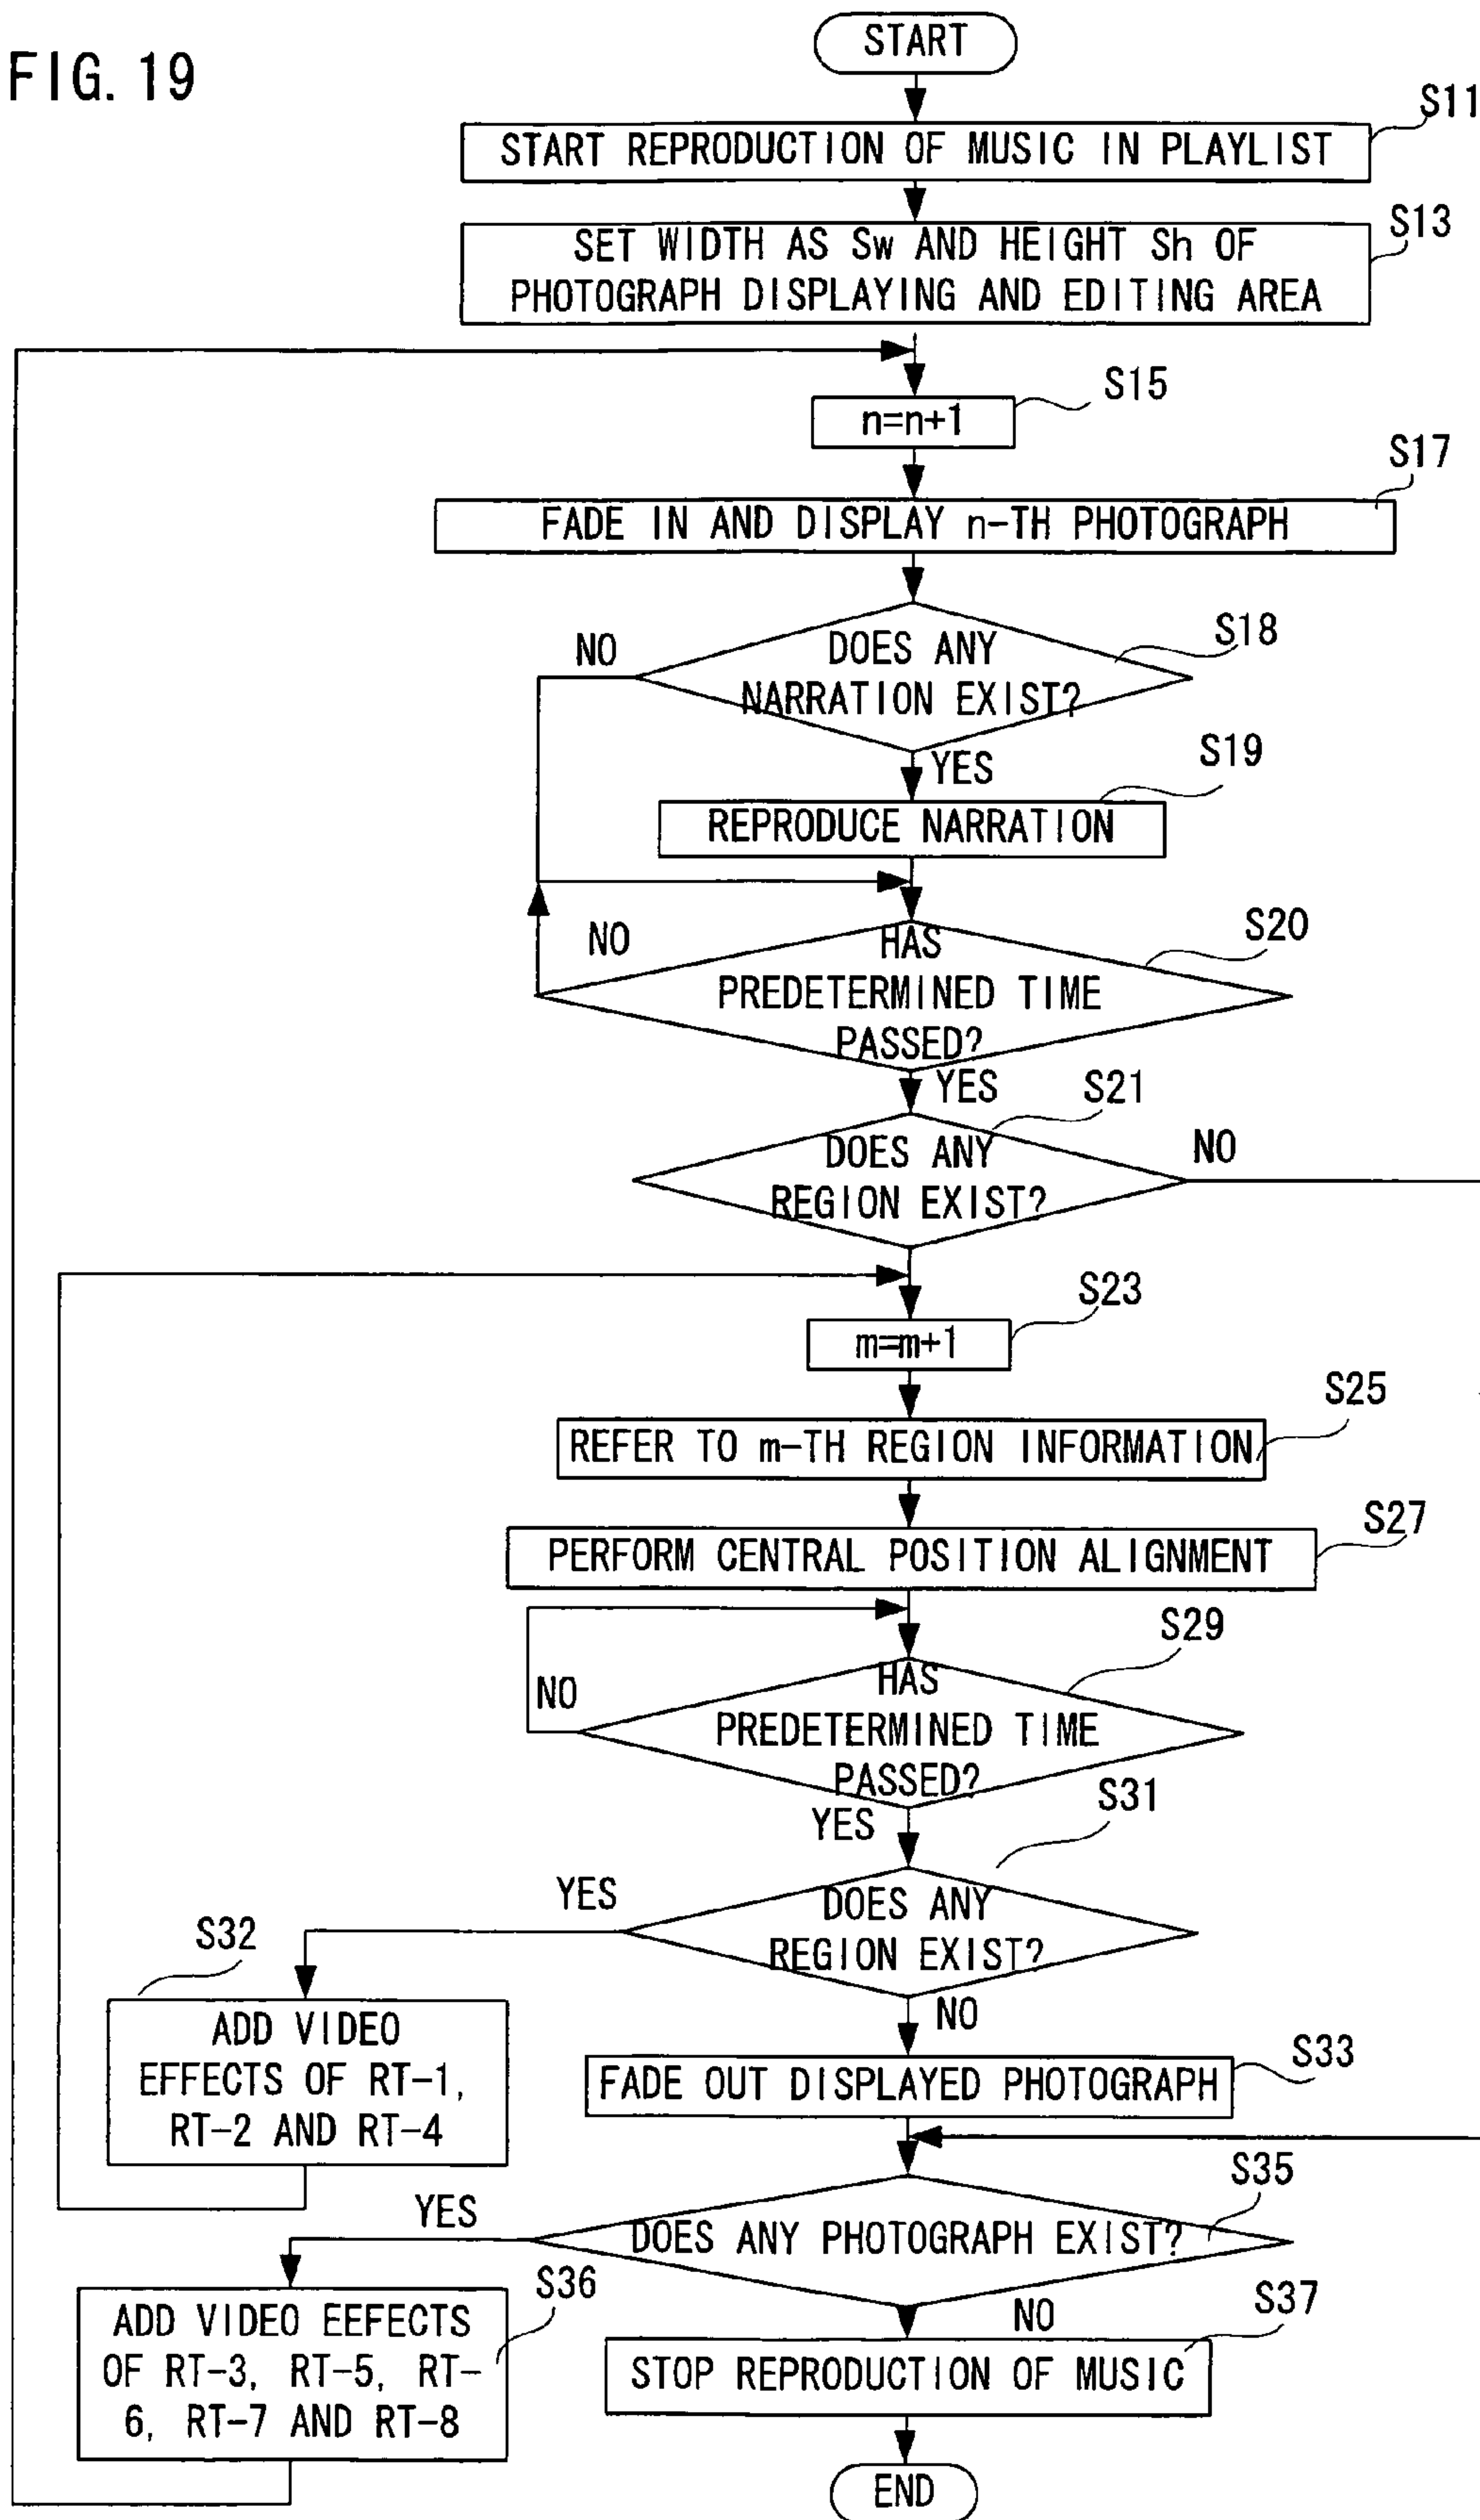 FIG. 19
START
S11
START REPRODUCTION OF MUSIC IN PLAYLIST
S13
SET WIDTH AS Sw AND HEIGHT Sh OF
PHOTOGRAPH DISPLAYING AND EDITING AREA
S15
n=n+1
S17
FADE IN AND DISPLAY n-TH PHOTOGRAPH
S18
NO
DOES ANY
NARRATION EXIST?
YES
S19
REPRODUCE NARRATION
S20
NO
HAS
PREDETERMINED TIME
PASSED?
YES
S21
DOES ANY
REGION EXIST?
NO
S23
m=m+1
S25
REFER TO m-TH REGION INFORMATION
S27
PERFORM CENTRAL POSITION ALIGNMENT
S29
NO
HAS
PREDETERMINED TIME
PASSED?
YES
S31
YES
DOES ANY
REGION EXIST?
NO
S32
ADD VIDEO
EFFECTS OF RT-1,
RT-2 AND RT-4
S33
FADE OUT DISPLAYED PHOTOGRAPH
S35
YES
DOES ANY PHOTOGRAPH EXIST?
NO
S36
ADD VIDEO EEFECTS
OF RT-3, RT-5, RT-
6, RT-7 AND RT-8
S37
STOP REPRODUCTION OF MUSIC
END